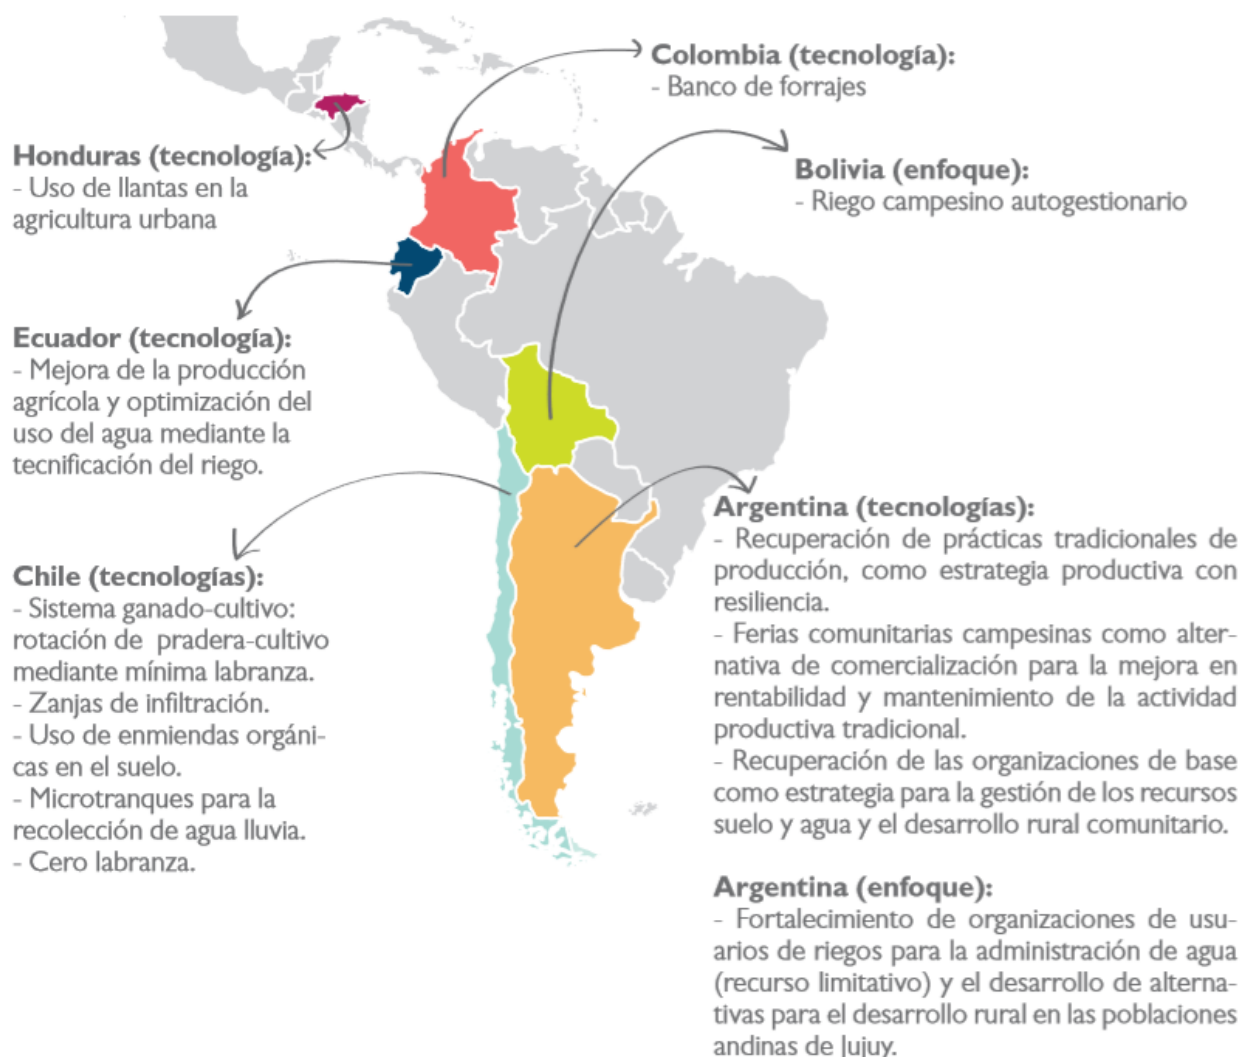 Colombia (tecnología):
- Banco de forrajes
Honduras (tecnología):
- Uso de llantas en la
agricultura urbana
Bolivia (enfoque):
- Riego campesino autogestionario
Ecuador (tecnología):
- Mejora de la producción
agrícola y optimización del
uso del agua mediante la
tecnificación del riego.
Chile (tecnologías):
- Sistema ganado-cultivo:
rotación de pradera-cultivo
mediante mínima labranza.
- Zanjas de infiltración.
- Uso de enmiendas orgáni-
cas en el suelo.
- Microtranques para la
recolección de agua lluvia.
- Cero labranza.
Argentina (tecnologías):
- Recuperación de prácticas tradicionales de
producción, como estrategia productiva con
resiliencia.
- Ferias comunitarias campesinas como alter-
nativa de comercialización para la mejora en
rentabilidad y mantenimiento de la actividad
productiva tradicional.
- Recuperación de las organizaciones de base
como estrategia para la gestión de los recursos
suelo y agua y el desarrollo rural comunitario.
Argentina (enfoque):
- Fortalecimiento de organizaciones de usu-
arios de riegos para la administración de agua
(recurso limitativo) y el desarrollo de alterna-
tivas para el desarrollo rural en las poblaciones
andinas de Jujuy.